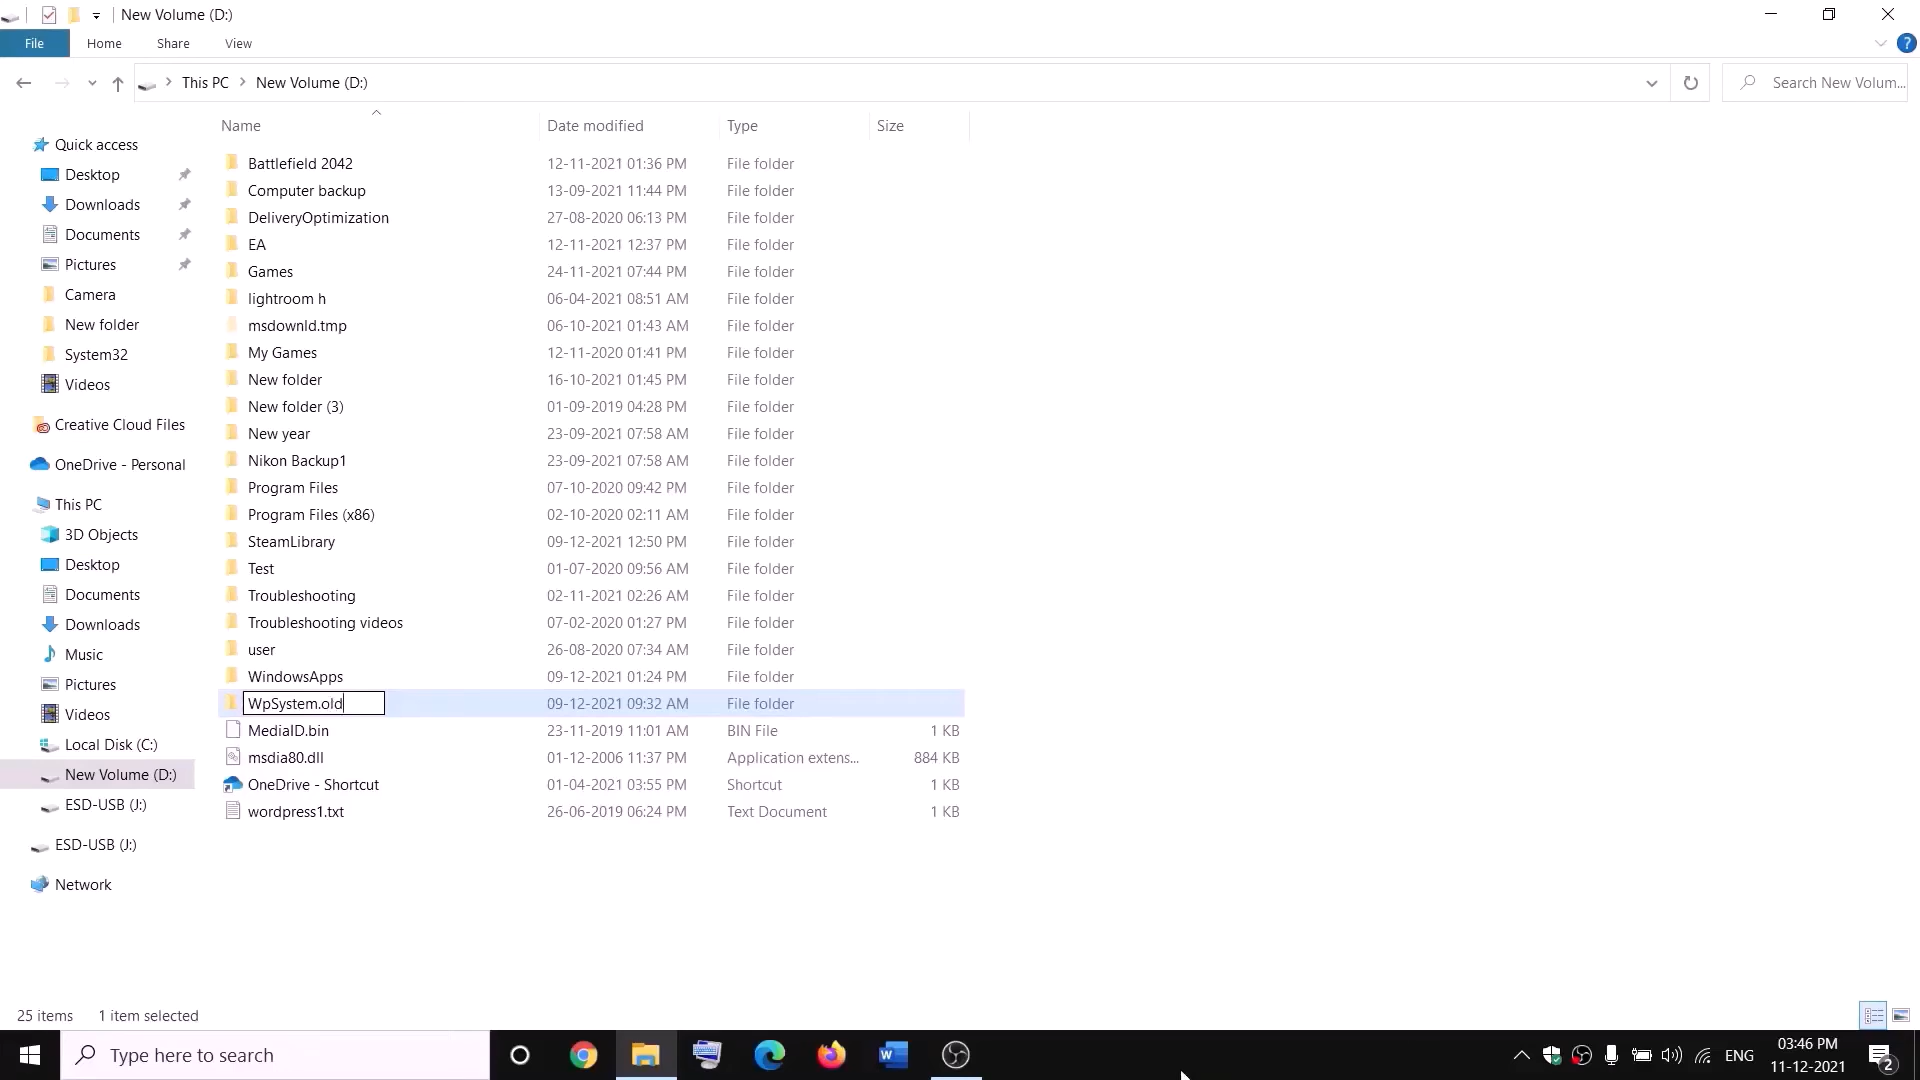 New Volume (D:)
File Home Share View
This PC New Volume (D:) Search New Volum...
Name Date modified Type Size
Quick access
Desktop
Downloads
Documents
Pictures
Camera
New folder
System32
Videos
Creative Cloud Files
OneDrive - Personal
This PC
3D Objects
Desktop
Documents
Downloads
Music
Pictures
Videos
Local Disk (C:)
New Volume (D:)
ESD-USB (J:)
ESD-USB (J:)
Network
Battlefield 2042 12-11-2021 01:36 PM File folder
Computer backup 13-09-2021 11:44 PM File folder
DeliveryOptimization 27-08-2020 06:13 PM File folder
EA 12-11-2021 12:37 PM File folder
Games 24-11-2021 07:44 PM File folder
lightroom h 06-04-2021 08:51 AM File folder
msdownld.tmp 06-10-2021 01:43 AM File folder
My Games 12-11-2020 01:41 PM File folder
New folder 16-10-2021 01:45 PM File folder
New folder (3) 01-09-2019 04:28 PM File folder
New year 23-09-2021 07:58 AM File folder
Nikon Backup1 23-09-2021 07:58 AM File folder
Program Files 07-10-2020 09:42 PM File folder
Program Files (x86) 02-10-2020 02:11 AM File folder
SteamLibrary 09-12-2021 12:50 PM File folder
Test 01-07-2020 09:56 AM File folder
Troubleshooting 02-11-2021 02:26 AM File folder
Troubleshooting videos 07-02-2020 01:27 PM File folder
user 26-08-2020 07:34 AM File folder
WindowsApps 09-12-2021 01:24 PM File folder
WpSystem.old 09-12-2021 09:32 AM File folder
MediaID.bin 23-11-2019 11:01 AM BIN File 1 KB
msdia80.dll 01-12-2006 11:37 PM Application extens... 884 KB
OneDrive - Shortcut 01-04-2021 03:55 PM Shortcut 1 KB
wordpress1.txt 26-06-2019 06:24 PM Text Document 1 KB
25 items 1 item selected
Type here to search
ENG
03:46 PM
11-12-2021
2